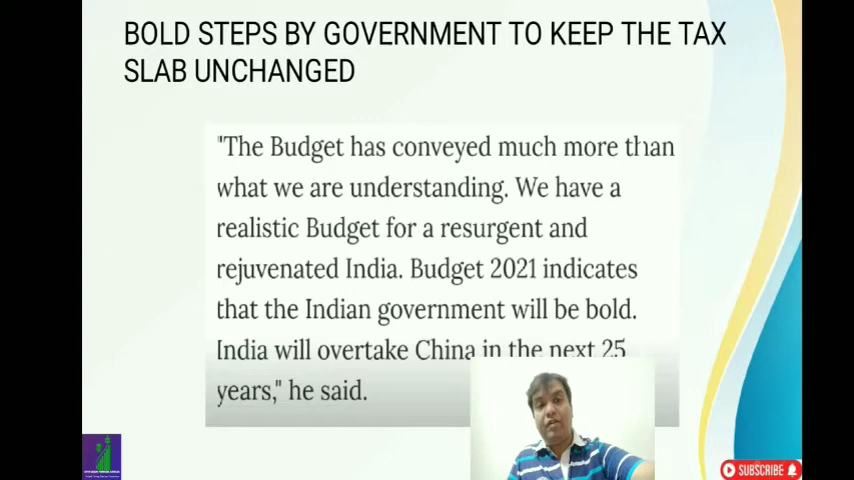 BOLD STEPS BY GOVERNMENT TO KEEP THE TAX
SLAB UNCHANGED
"The Budget has conveyed much more than
what we are understanding. We have a
realistic Budget for a resurgent and
rejuvenated India. Budget 2021 indicates
that the Indian government will be bold.
India will overtake China in the next 25
years," he said.
SUBSCRIBE